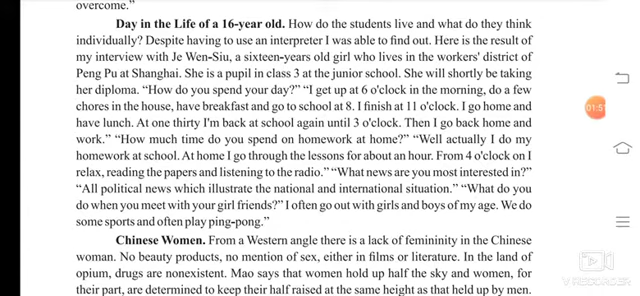 overcome."
Day in the Life of a 16-year old. How do the students live and what do they think
individually? Despite having to use an interpreter I was able to find out. Here is the result of
my interview with Je Wen-Siu, a sixteen-years old girl who lives in the workers' district of
Peng Pu at Shanghai. She is a pupil in class 3 at the junior school. She will shortly be taking
her diploma. “How do you spend your day?” “I get up at 6 o'clock in the morning, do a few
chores in the house, have breakfast and go to school at 8. I finish at 11 o'clock. I go home and
have lunch. At one thirty I'm back at school again until 3 o'clock. Then I go back home and
work.” “How much time do you spend on homework at home?” “Well actually I do my
homework at school. At home I go through the lessons for about an hour. From 4 o'clock on I
relax, reading the papers and listening to the radio.” “What news are you most interested in?”
“All political news which illustrate the national and international situation.” “What do you
do when you meet with your girl friends?” I often go out with girls and boys of my age. We do
some sports and often play ping-pong.”
Chinese Women. From a Western angle there is a lack of femininity in the Chinese
woman. No beauty products, no mention of sex, either in films or literature. In the land of
opium, drugs are nonexistent. Mao says that women hold up half the sky and women, for
their part, are determined to keep their half raised at the same height as that held up by men.
01:51